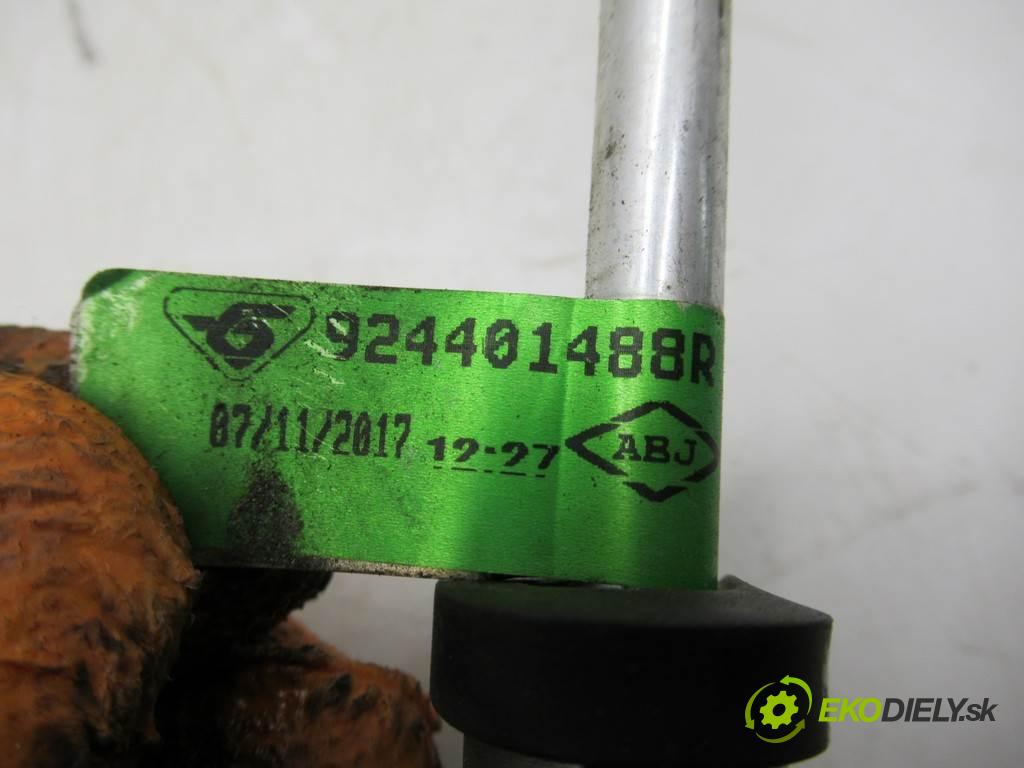 924401488R
07/11/2017 12-27
ABJ
EKODIELY.sk